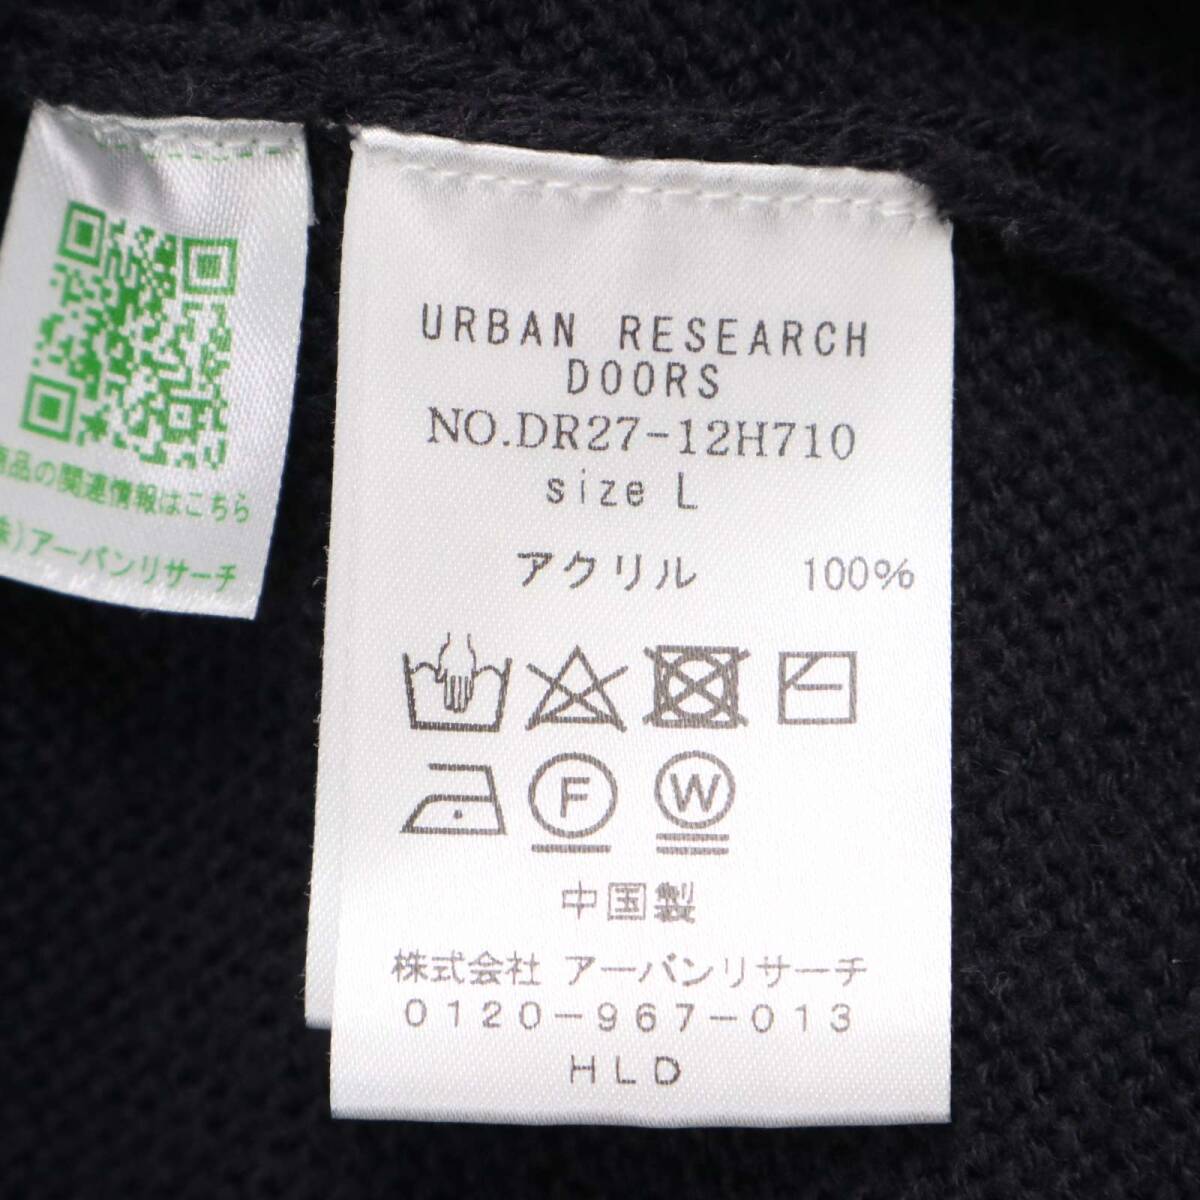 商品の関連情報はこちら
(株)アーバンリサーチ
URBAN RESEARCH
DOORS
NO.DR27-12H710
size L
アクリル 100%
F
W
中国製
株式会社 アーバンリサーチ
0120-967-013
HLD